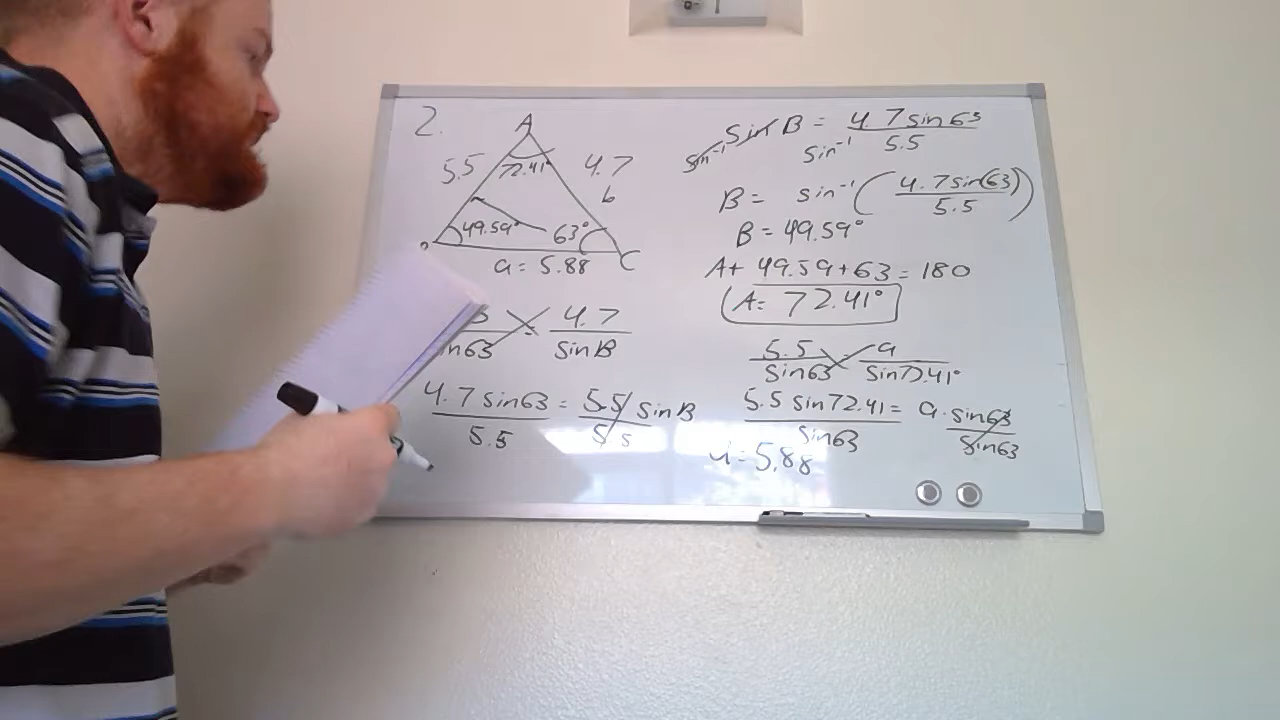 2.
A
5.5
72.41°
4.7
b
49.59°
63°
C
a = 5.88
4.7
sin63 = sinB
4.7 sin63 = 5.5 sinB
5.5 5.5
sin B = 4.7 sin63
sin⁻¹ sin⁻¹ 5.5
B = sin⁻¹ (4.7 sin(63))
5.5
B = 49.59°
A + 49.59 + 63 = 180
A = 72.41°
5.5 a
sin63 sin72.41°
5.5 sin72.41 = a · sin63
sin63 sin63
a = 5.88